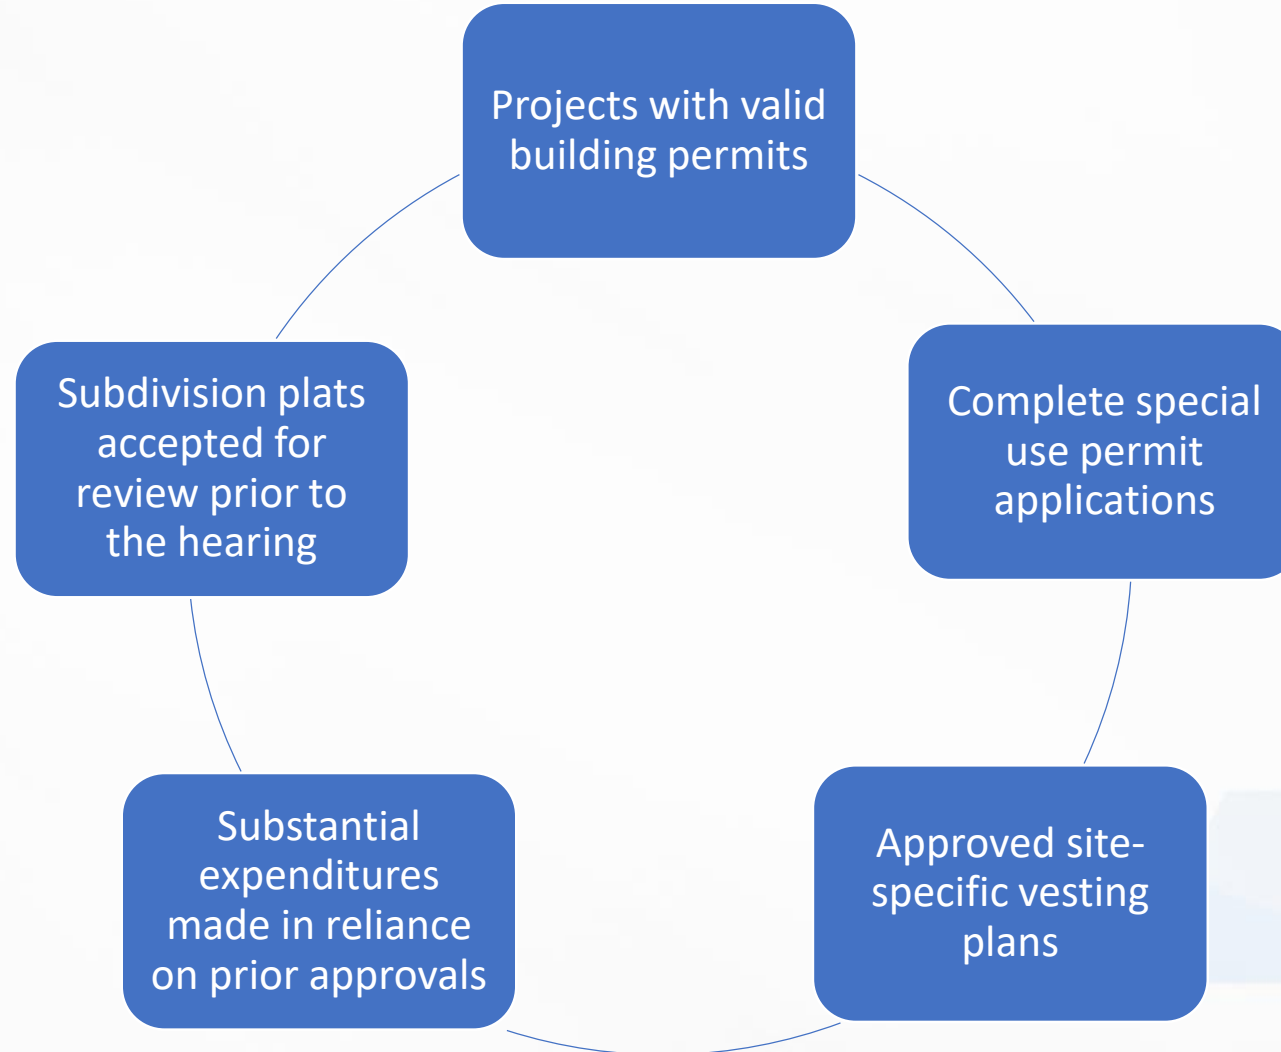 Projects with valid
building permits
Complete special
use permit
applications
Approved site-
specific vesting
plans
Substantial
expenditures
made in reliance
on prior approvals
Subdivision plats
accepted for
review prior to
the hearing